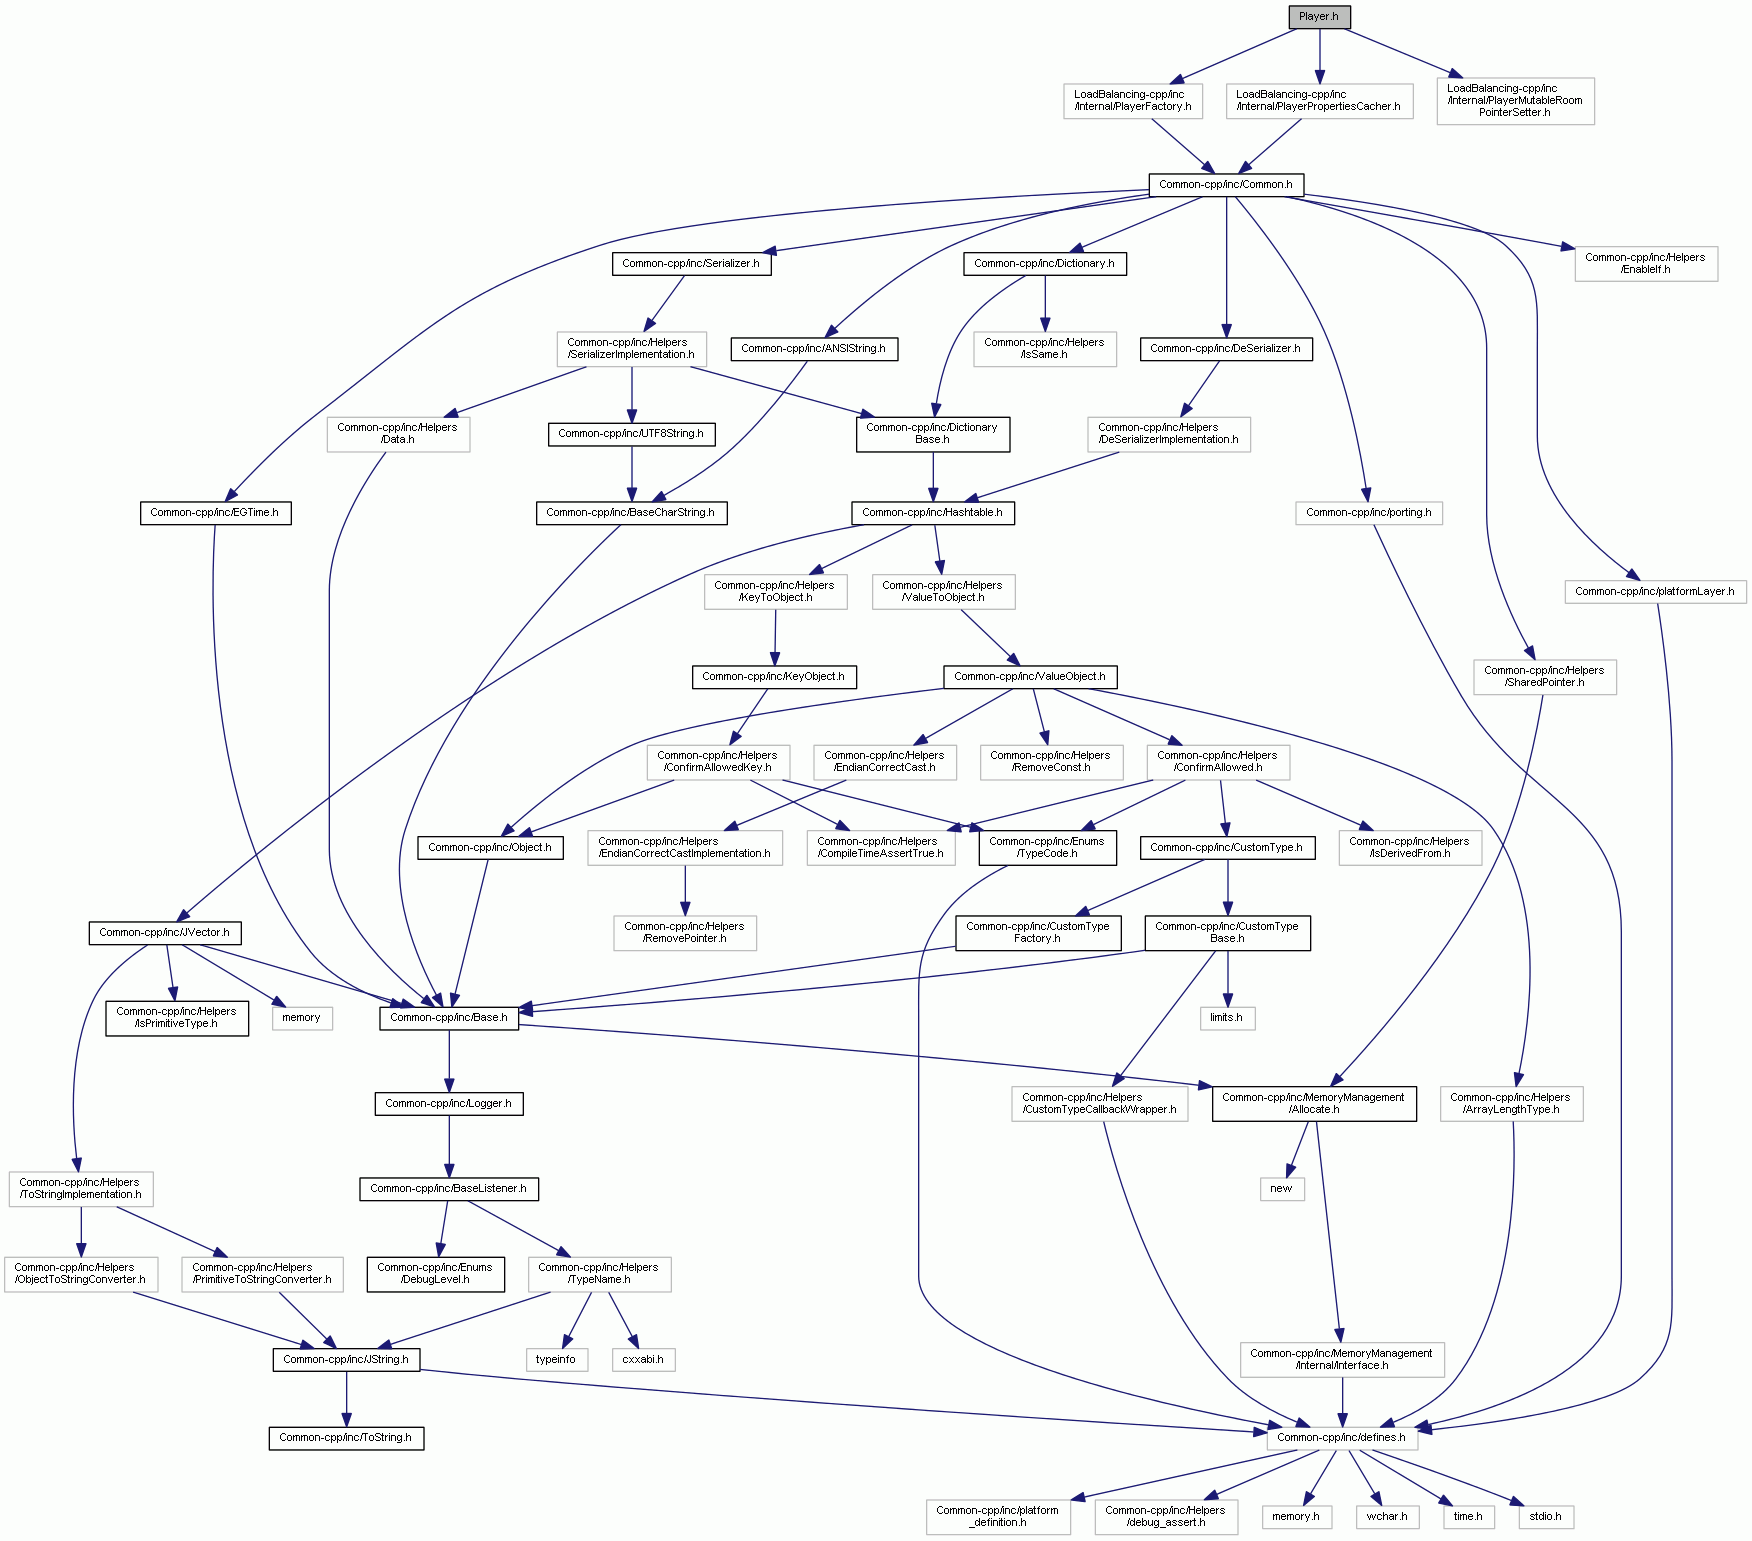 Player.h
LoadBalancing-cpp/inc
/Internal/PlayerFactory.h
LoadBalancing-cpp/inc
/Internal/PlayerPropertiesCacher.h
LoadBalancing-cpp/inc
/Internal/PlayerMutableRoom
PointerSetter.h
Common-cpp/inc/Common.h
Common-cpp/inc/Serializer.h
Common-cpp/inc/Dictionary.h
Common-cpp/inc/Helpers
/EnableIf.h
Common-cpp/inc/Helpers
/SerializerImplementation.h
Common-cpp/inc/ANSIString.h
Common-cpp/inc/Helpers
/IsSame.h
Common-cpp/inc/DeSerializer.h
Common-cpp/inc/Helpers
/Data.h
Common-cpp/inc/UTF8String.h
Common-cpp/inc/Dictionary
Base.h
Common-cpp/inc/Helpers
/DeSerializerImplementation.h
Common-cpp/inc/EGTime.h
Common-cpp/inc/BaseCharString.h
Common-cpp/inc/Hashtable.h
Common-cpp/inc/porting.h
Common-cpp/inc/Helpers
/KeyToObject.h
Common-cpp/inc/Helpers
/ValueToObject.h
Common-cpp/inc/platformLayer.h
Common-cpp/inc/KeyObject.h
Common-cpp/inc/ValueObject.h
Common-cpp/inc/Helpers
/SharedPointer.h
Common-cpp/inc/Helpers
/ConfirmAllowedKey.h
Common-cpp/inc/Helpers
/EndianCorrectCast.h
Common-cpp/inc/Helpers
/RemoveConst.h
Common-cpp/inc/Helpers
/ConfirmAllowed.h
Common-cpp/inc/Object.h
Common-cpp/inc/Helpers
/EndianCorrectCastImplementation.h
Common-cpp/inc/Helpers
/CompileTimeAssertTrue.h
Common-cpp/inc/Enums
/TypeCode.h
Common-cpp/inc/CustomType.h
Common-cpp/inc/Helpers
/IsDerivedFrom.h
Common-cpp/inc/JVector.h
Common-cpp/inc/Helpers
/RemovePointer.h
Common-cpp/inc/CustomType
Factory.h
Common-cpp/inc/CustomType
Base.h
Common-cpp/inc/Helpers
/IsPrimitiveType.h
memory
Common-cpp/inc/Base.h
limits.h
Common-cpp/inc/Logger.h
Common-cpp/inc/Helpers
/CustomTypeCallbackWrapper.h
Common-cpp/inc/MemoryManagement
/Allocate.h
Common-cpp/inc/Helpers
/ArrayLengthType.h
Common-cpp/inc/Helpers
/ToStringImplementation.h
Common-cpp/inc/BaseListener.h
new
Common-cpp/inc/Helpers
/ObjectToStringConverter.h
Common-cpp/inc/Helpers
/PrimitiveToStringConverter.h
Common-cpp/inc/Enums
/DebugLevel.h
Common-cpp/inc/Helpers
/TypeName.h
Common-cpp/inc/JString.h
typeinfo
cxxabi.h
Common-cpp/inc/MemoryManagement
/Internal/Interface.h
Common-cpp/inc/ToString.h
Common-cpp/inc/defines.h
Common-cpp/inc/platform
_definition.h
Common-cpp/inc/Helpers
/debug_assert.h
memory.h
wchar.h
time.h
stdio.h